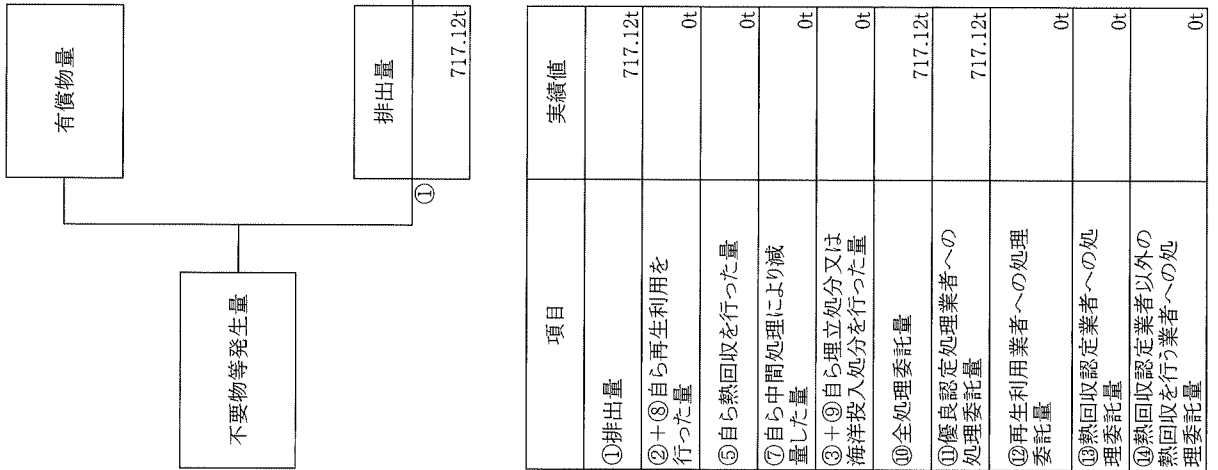 有償物量
不要物等発生量
排出量
①
717.12t
項目
実績値
①排出量
717.12t
②+⑧自ら再生利用を
行った量
0t
⑤自ら熱回収を行った量
0t
⑦自ら中間処理により減
量した量
0t
③+⑨自ら埋立処分又は
海洋投入処分を行った量
0t
⑩全処理委託量
717.12t
⑪優良認定処理業者への
処理委託量
717.12t
⑫再生利用業者への処理
委託量
0t
⑬熱回収認定業者への処
理委託量
0t
⑭熱回収認定業者以外の
熱回収を行う業者への処
理委託量
0t